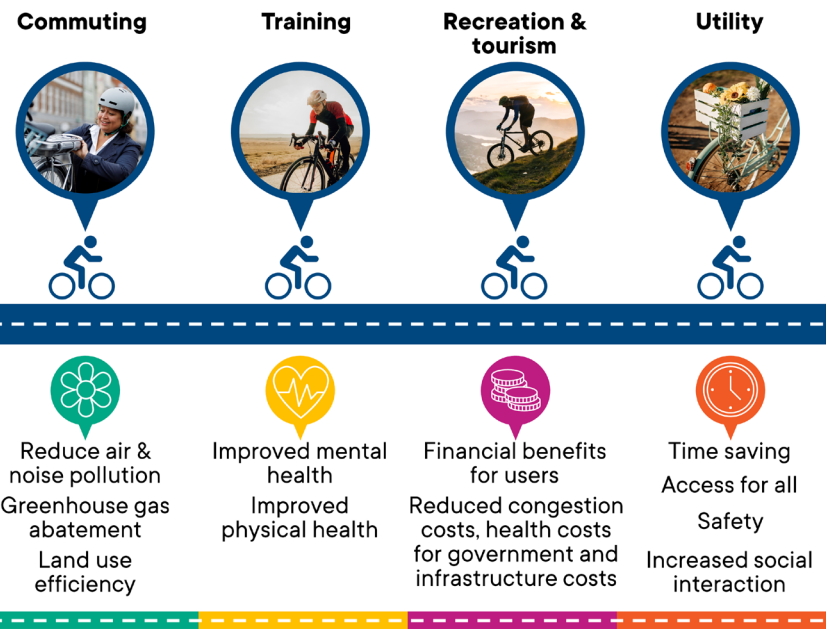 Commuting
Training
Recreation &
tourism
Utility
Reduce air &
noise pollution
Greenhouse gas
abatement
Land use
efficiency
Improved mental
health
Improved
physical health
Financial benefits
for users
Reduced congestion
costs, health costs
for government and
infrastructure costs
Time saving
Access for all
Safety
Increased social
interaction